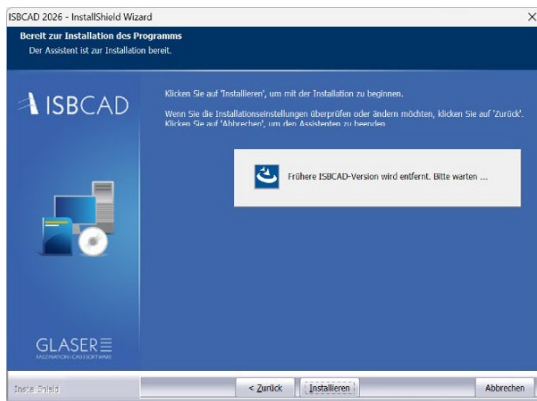 ISBCAD 2026 - InstallShield Wizard
Bereit zur Installation des Programms
Der Assistent ist zur Installation bereit.
ISBCAD
Klicken Sie auf 'Installieren', um mit der Installation zu beginnen.
Wenn Sie die Installationseinstellungen überprüfen oder ändern möchten, klicken Sie auf 'Zurück'.
Klicken Sie auf 'Abbrechen', um den Assistenten zu beenden.
Frühere ISBCAD-Version wird entfernt. Bitte warten ...
GLASER
InstallShield
< Zurück
Installieren
Abbrechen